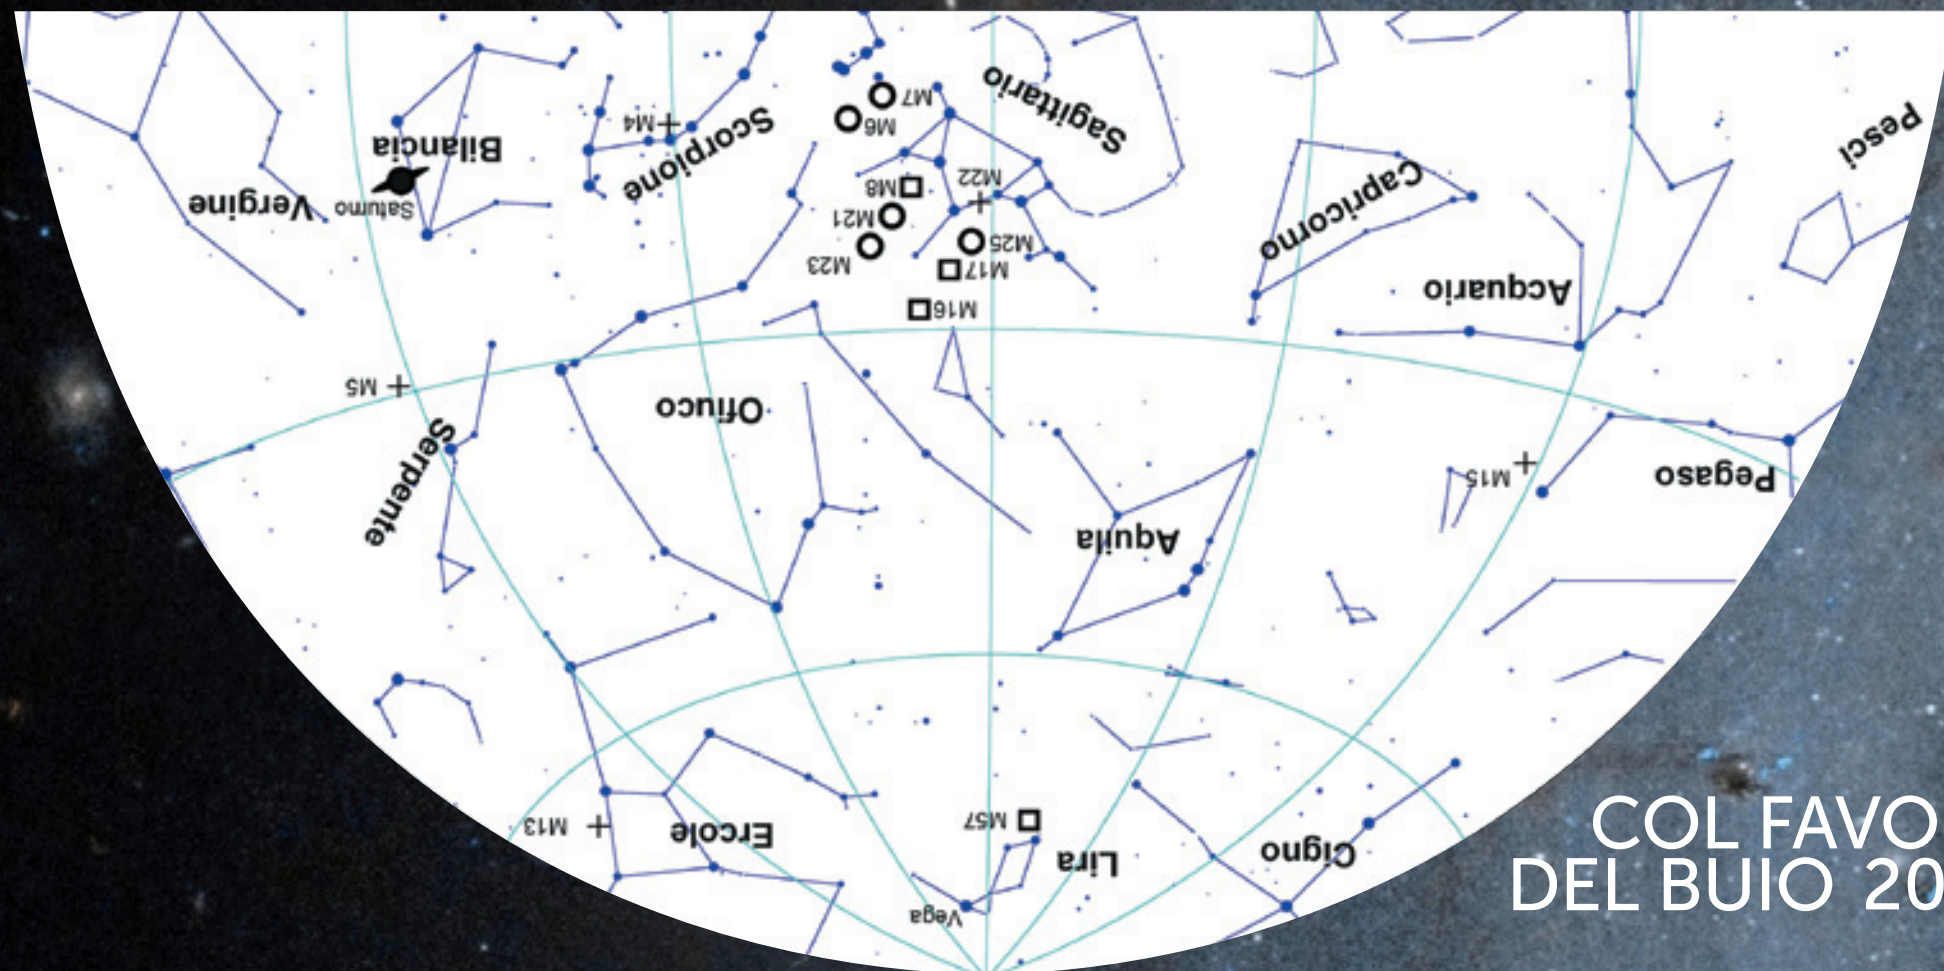 Sagittario
M7
M6
Scorpione
M4
Bilancia
Saturno
Vergine
M8
M22
M21
M23
M25
M17
M16
Capricorno
Acquario
Pesci
M5
Serpente
Ofiuco
Aquila
M15
Pegaso
M13
Ercole
M57
Lira
Vega
Cigno
COL FAVO
DEL BUIO 20